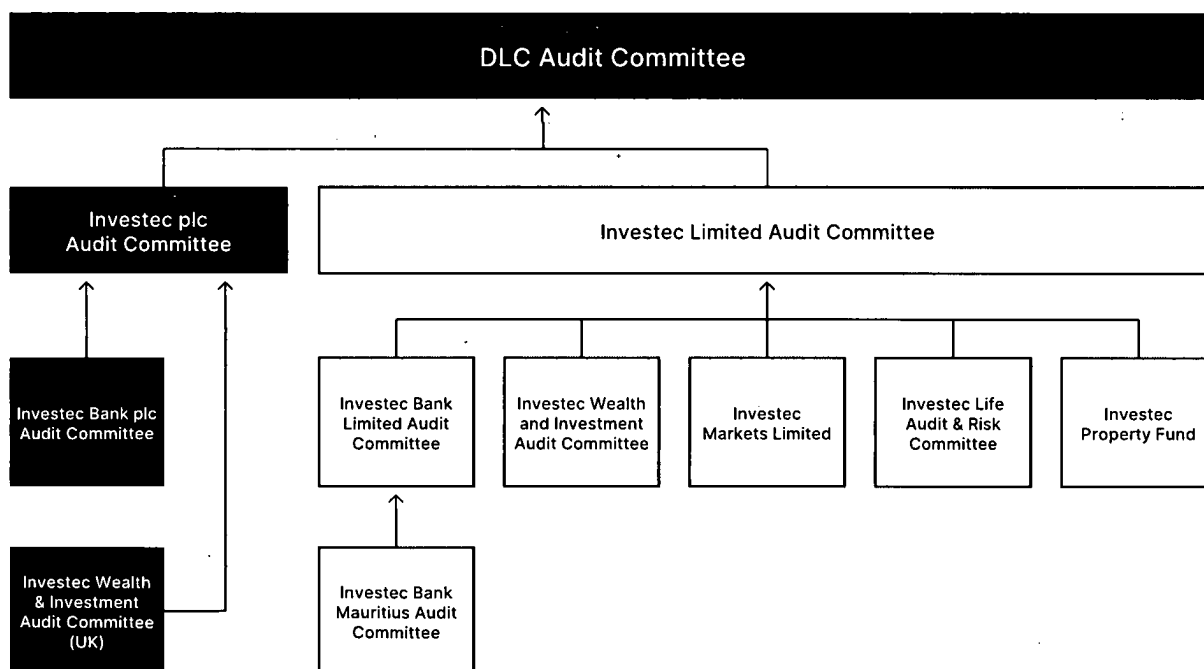 DLC Audit Committee
Investec plc
Audit Committee
Investec Limited Audit Committee
Investec Bank plc
Audit Committee
Investec Bank
Limited Audit
Committee
Investec Wealth
and Investment
Audit Committee
Investec
Markets Limited
Investec Life
Audit & Risk
Committee
Investec
Property Fund
Investec Wealth
& Investment
Audit Committee
(UK)
Investec Bank
Mauritius Audit
Committee